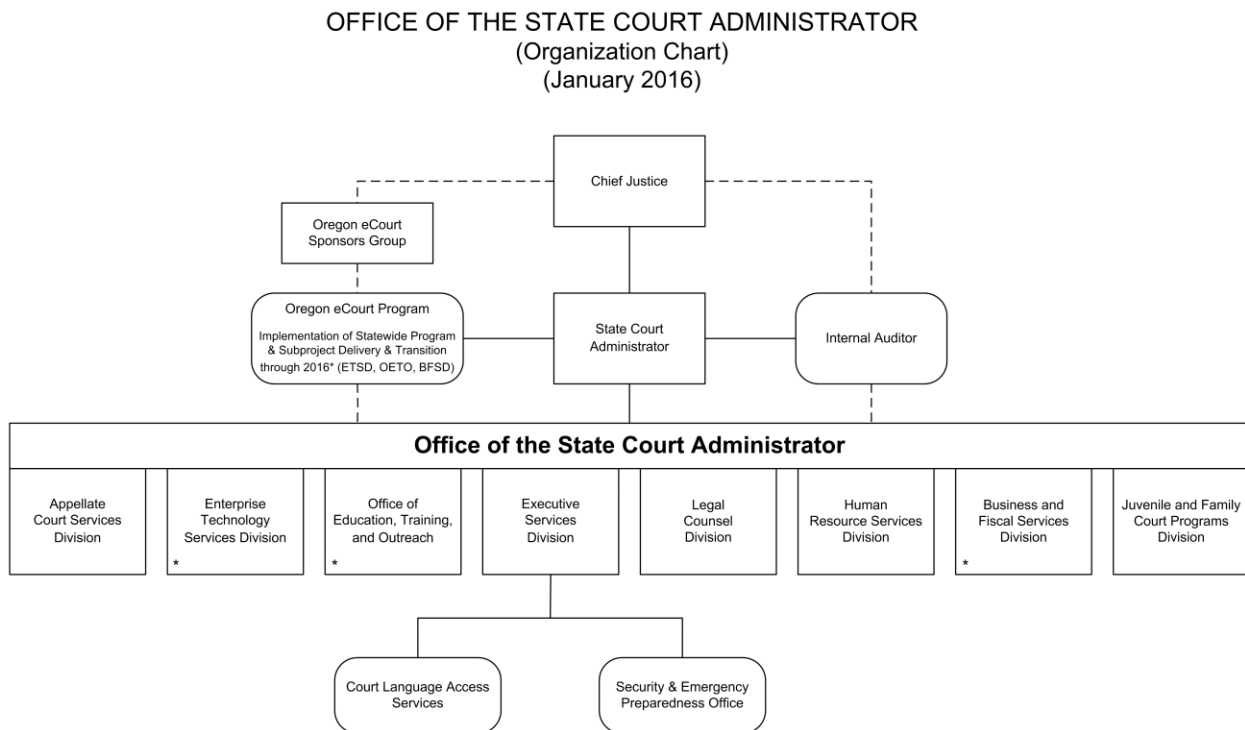 OFFICE OF THE STATE COURT ADMINISTRATOR
(Organization Chart)
(January 2016)
Chief Justice
Oregon eCourt
Sponsors Group
Oregon eCourt Program
Implementation of Statewide Program
& Subproject Delivery & Transition
through 2016* (ETSD, OETO, BFSD)
State Court
Administrator
Internal Auditor
Office of the State Court Administrator
Appellate
Court Services
Division
Enterprise
Technology
Services Division
*
Office of
Education, Training,
and Outreach
*
Executive
Services
Division
Legal
Counsel
Division
Human
Resource Services
Division
Business and
Fiscal Services
Division
*
Juvenile and Family
Court Programs
Division
Court Language Access
Services
Security & Emergency
Preparedness Office